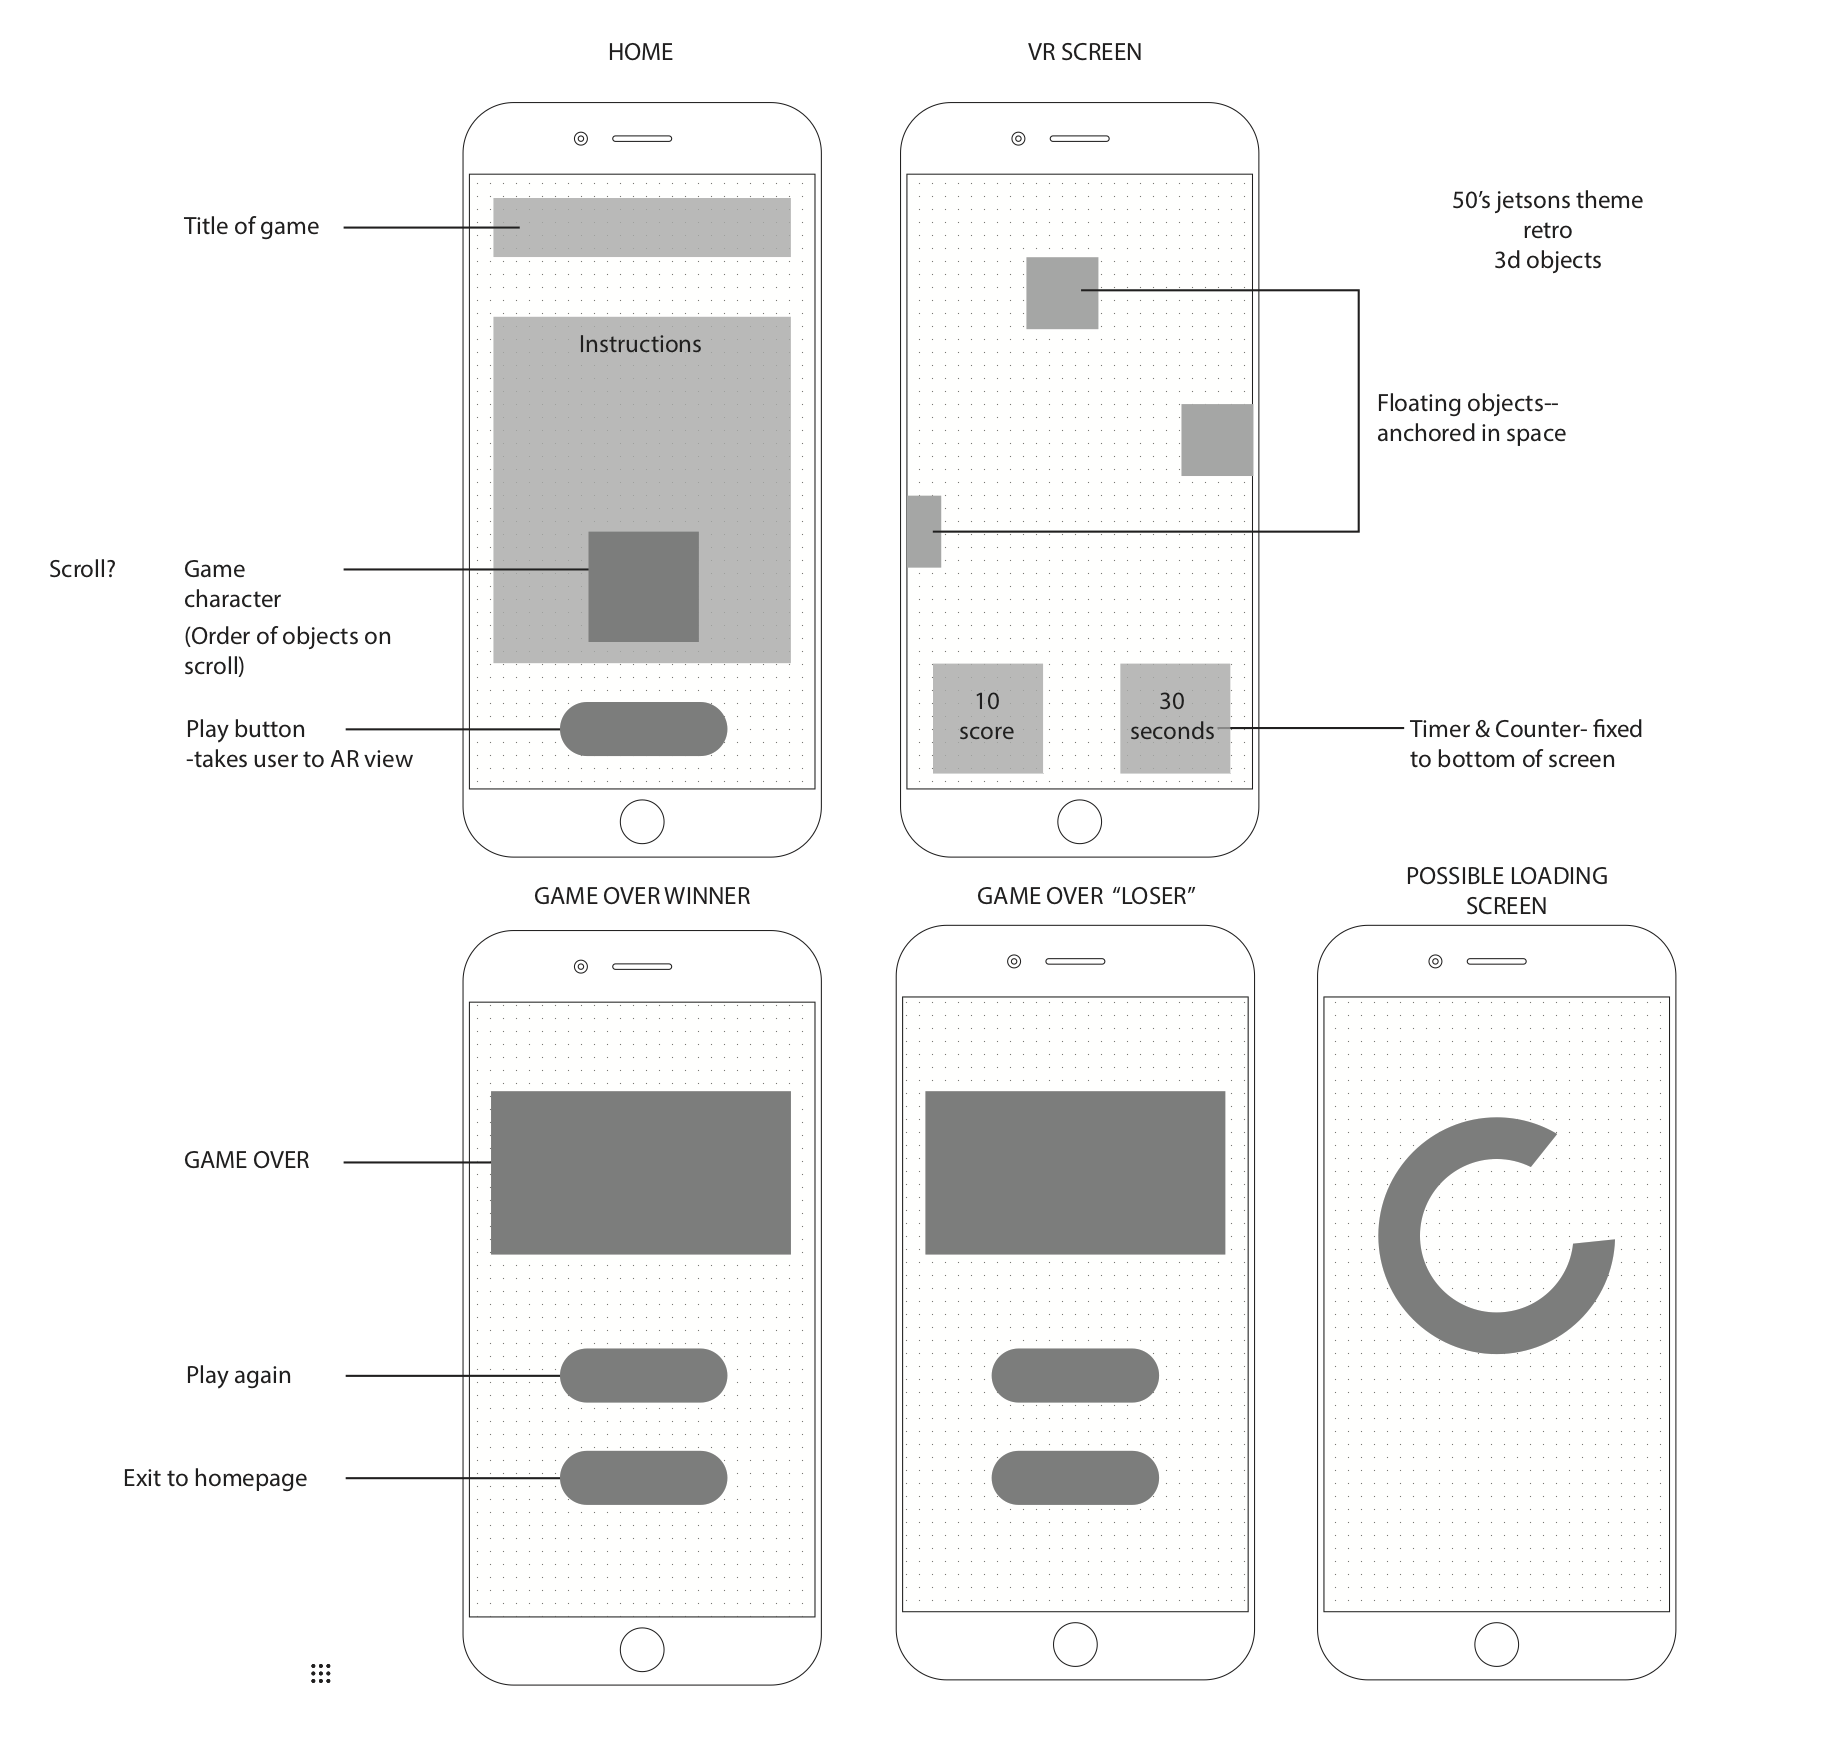 HOME
VR SCREEN
Title of game
50’s jetsons theme
retro
3d objects
Instructions
Floating objects--
anchored in space
Scroll?
Game
character
(Order of objects on
scroll)
Play button
-takes user to AR view
10
score
30
seconds
Timer & Counter- fixed
to bottom of screen
GAME OVER WINNER
GAME OVER “LOSER”
POSSIBLE LOADING
SCREEN
GAME OVER
Play again
Exit to homepage